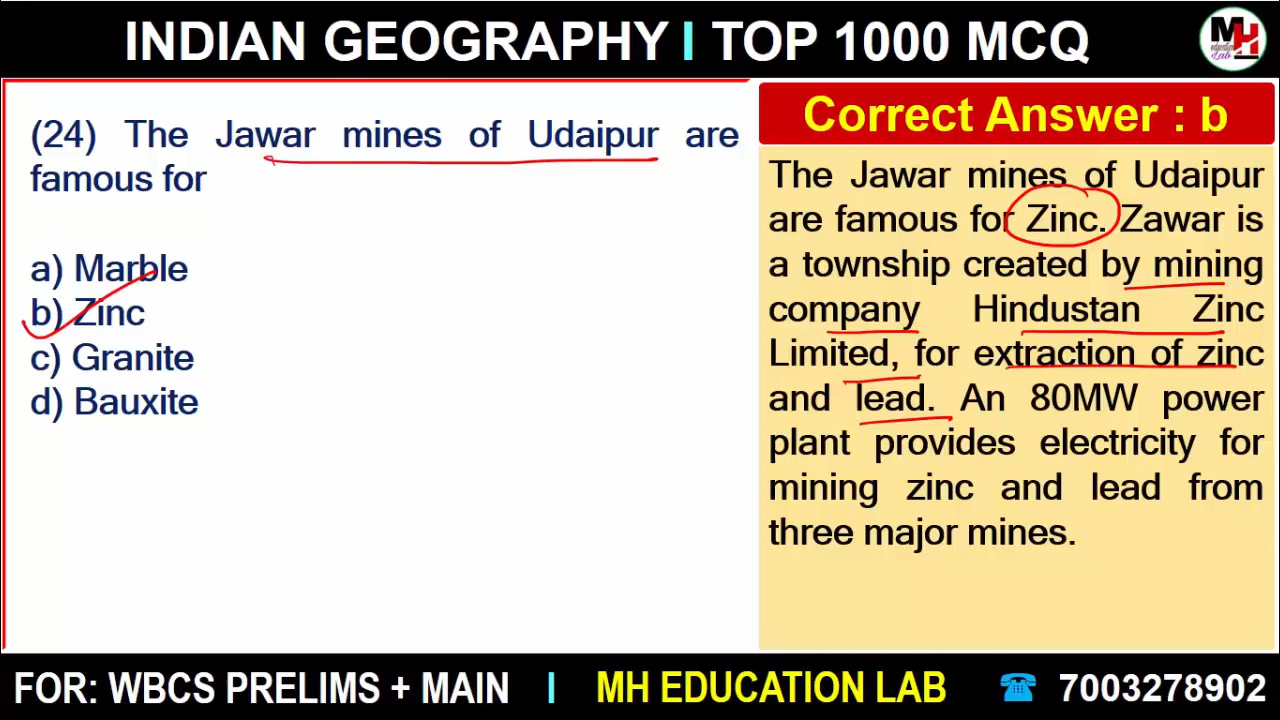 INDIAN GEOGRAPHY I TOP 1000 MCQ
MH
education
Lab
(24) The Jawar mines of Udaipur are
famous for
a) Marble
b) Zinc
c) Granite
d) Bauxite
Correct Answer : b
The Jawar mines of Udaipur
are famous for Zinc. Zawar is
a township created by mining
company Hindustan Zinc
Limited, for extraction of zinc
and lead. An 80MW power
plant provides electricity for
mining zinc and lead from
three major mines.
FOR: WBCS PRELIMS + MAIN I MH EDUCATION LAB ☎ 7003278902